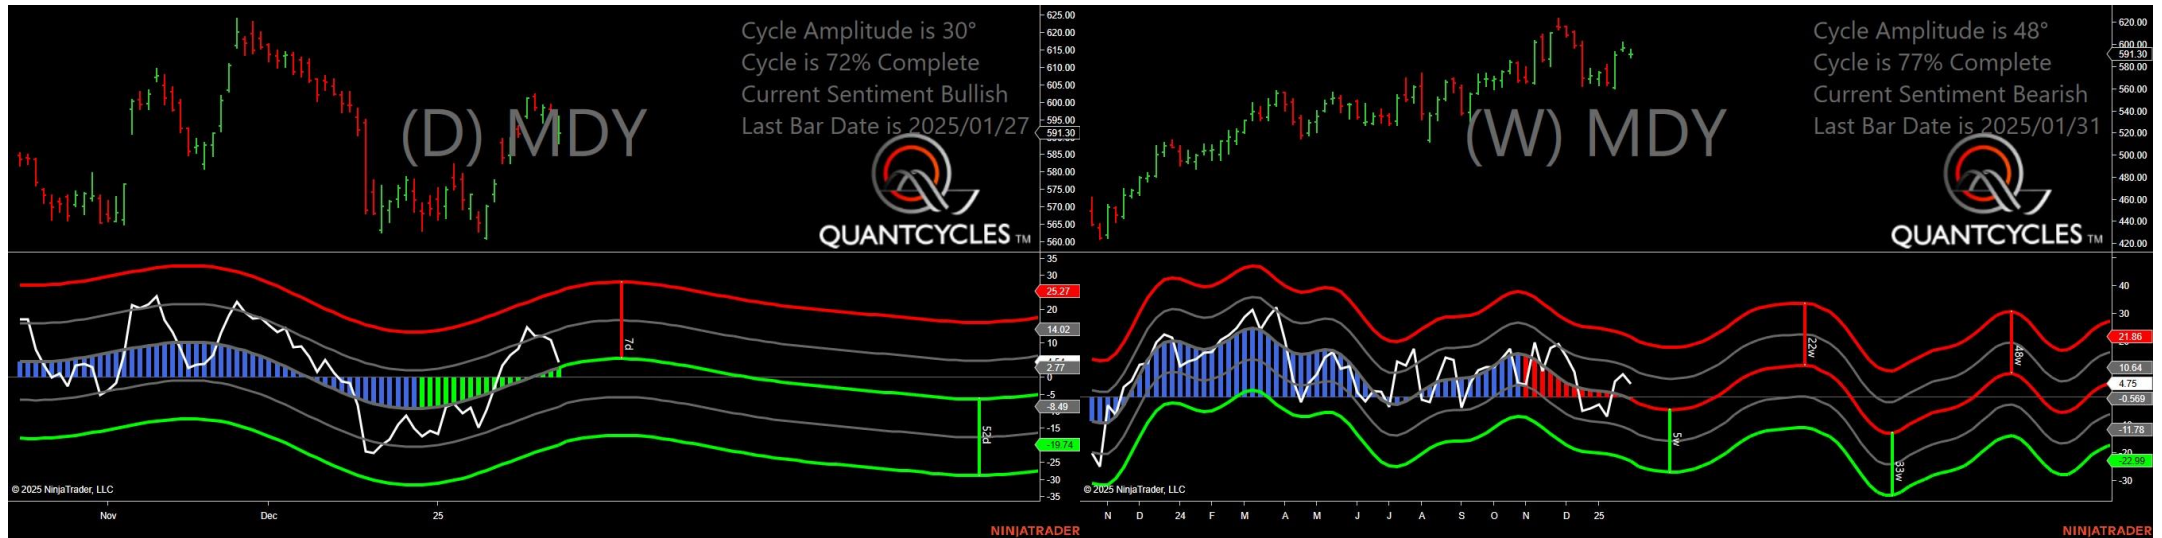 Cycle Amplitude is 30°
Cycle is 72% Complete
Current Sentiment Bullish
Last Bar Date is 2025/01/27
(D) MDY
QUANTCYCLES TM
625.00
620.00
615.00
610.00
605.00
600.00
595.00
591.30
585.00
580.00
575.00
570.00
565.00
560.00
35
30
25.27
20
14.02
10
2.77
0
-5
-8.49
-15
-19.74
-25
-30
-35
7d
52d
© 2025 NinjaTrader, LLC
Nov
Dec
25
NINJATRADER
Cycle Amplitude is 48°
Cycle is 77% Complete
Current Sentiment Bearish
Last Bar Date is 2025/01/31
(W) MDY
QUANTCYCLES TM
620.00
600.00
591.30
580.00
560.00
540.00
520.00
500.00
480.00
460.00
440.00
420.00
40
30
21.86
10.64
4.75
-0.569
-11.78
-22.99
-30
5w
22w
33w
48w
© 2025 NinjaTrader, LLC
N D 24 F M A M J J A S O N D 25
NINJATRADER